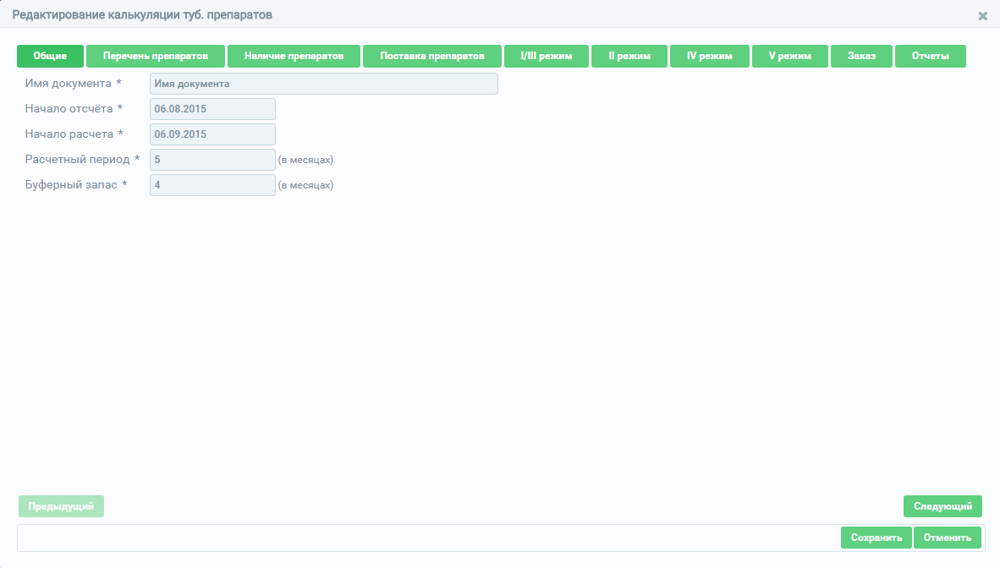 Редактирование калькуляции туб. препаратов
Общие Перечень препаратов Наличие препаратов Поставка препаратов I/III режим II режим IV режим V режим Заказ Отчеты
Имя документа * Имя документа
Начало отсчёта * 06.08.2015
Начало расчета * 06.09.2015
Расчетный период * 5 (в месяцах)
Буферный запас * 4 (в месяцах)
Предыдущий Следующий
Сохранить Отменить